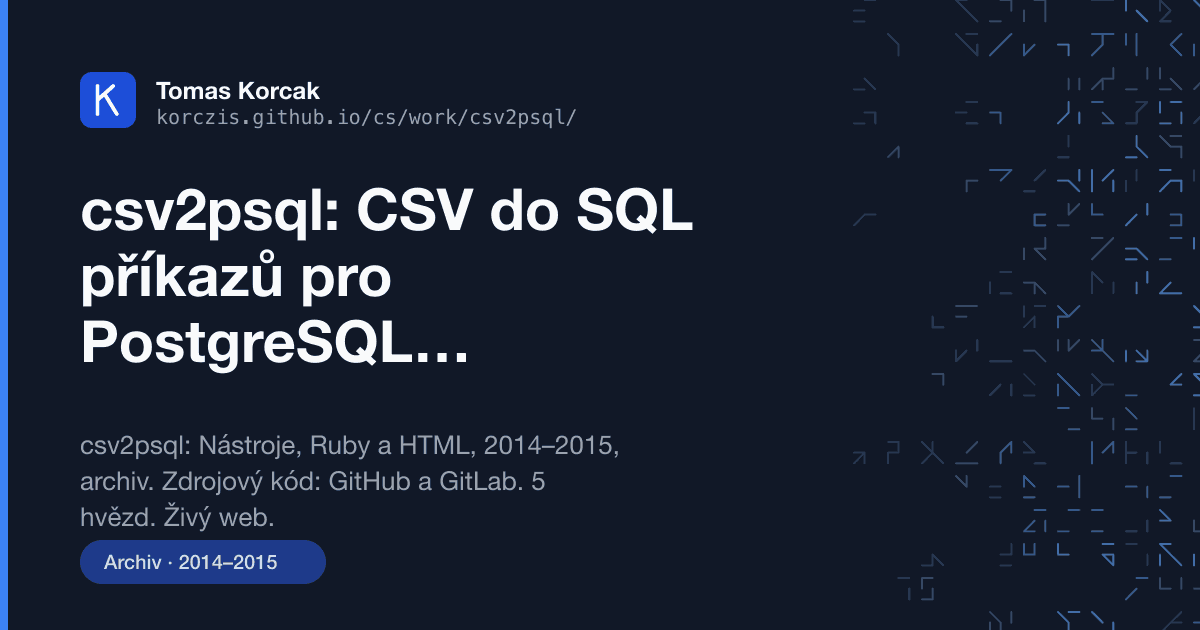 K
Tomas Korcak
korczis.github.io/cs/work/csv2psql/
csv2psql: CSV do SQL
příkazů pro
PostgreSQL…
csv2psql: Nástroje, Ruby a HTML, 2014–2015,
archiv. Zdrojový kód: GitHub a GitLab. 5
hvězd. Živý web.
Archiv · 2014–2015